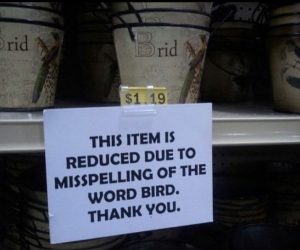 rid
Brid
$1.19
THIS ITEM IS
REDUCED DUE TO
MISSPELLING OF THE
WORD BIRD.
THANK YOU.